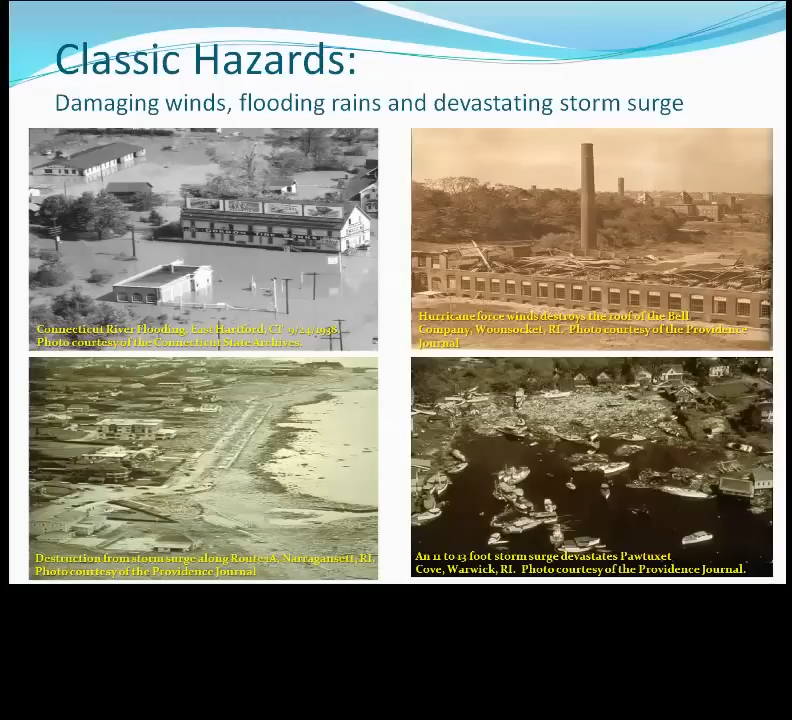 Classic Hazards:
Damaging winds, flooding rains and devastating storm surge
Connecticut River Flooding, East Hartford, CT 9/24/1938.
Photo courtesy of the Connecticut State Archives.
Hurricane force winds destroys the roof of the Bell
Company, Woonsocket, RI. Photo courtesy of the Providence
Journal
Destruction from storm surge along Route 1A, Narragansett, RI.
Photo courtesy of the Providence Journal
An 11 to 13 foot storm surge devastates Pawtuxet
Cove, Warwick, RI. Photo courtesy of the Providence Journal.